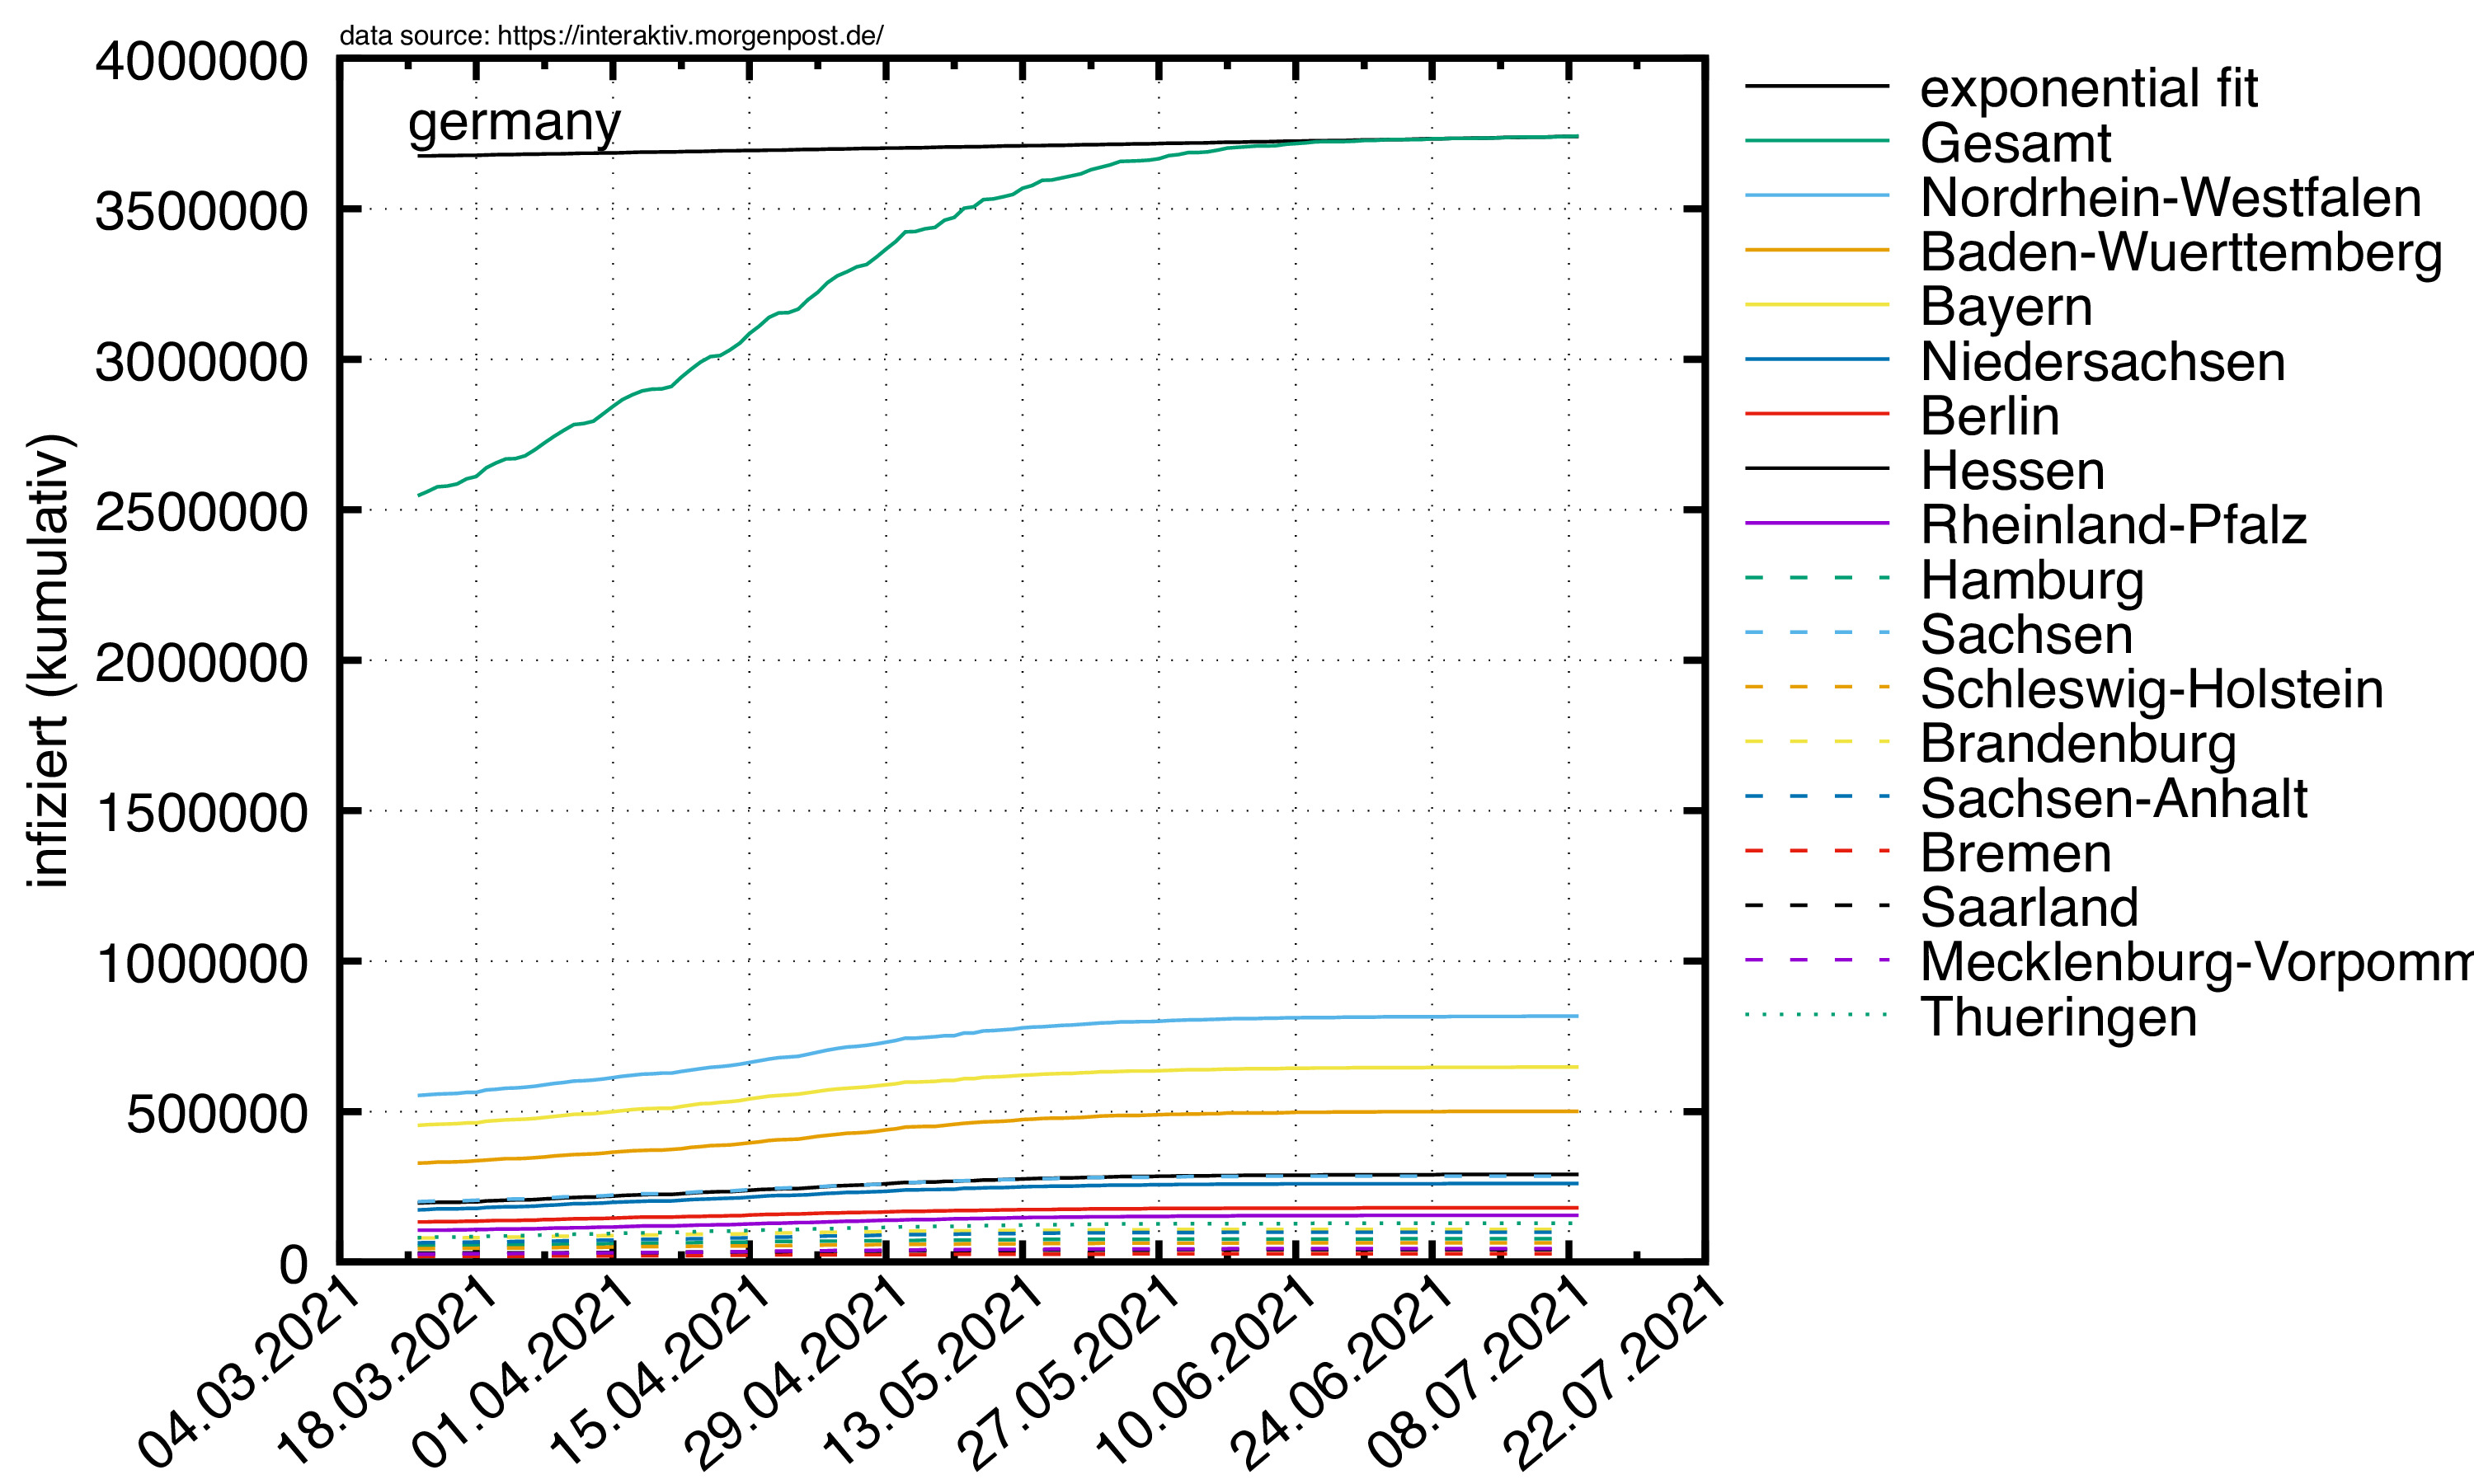 data source: https://interaktiv.morgenpost.de/
germany
infiziert (kumulativ)
4000000
3500000
3000000
2500000
2000000
1500000
1000000
500000
0
04.03.2021
18.03.2021
01.04.2021
15.04.2021
29.04.2021
13.05.2021
27.05.2021
10.06.2021
24.06.2021
08.07.2021
22.07.2021
exponential fit
Gesamt
Nordrhein-Westfalen
Baden-Wuerttemberg
Bayern
Niedersachsen
Berlin
Hessen
Rheinland-Pfalz
Hamburg
Sachsen
Schleswig-Holstein
Brandenburg
Sachsen-Anhalt
Bremen
Saarland
Mecklenburg-Vorpomm
Thueringen